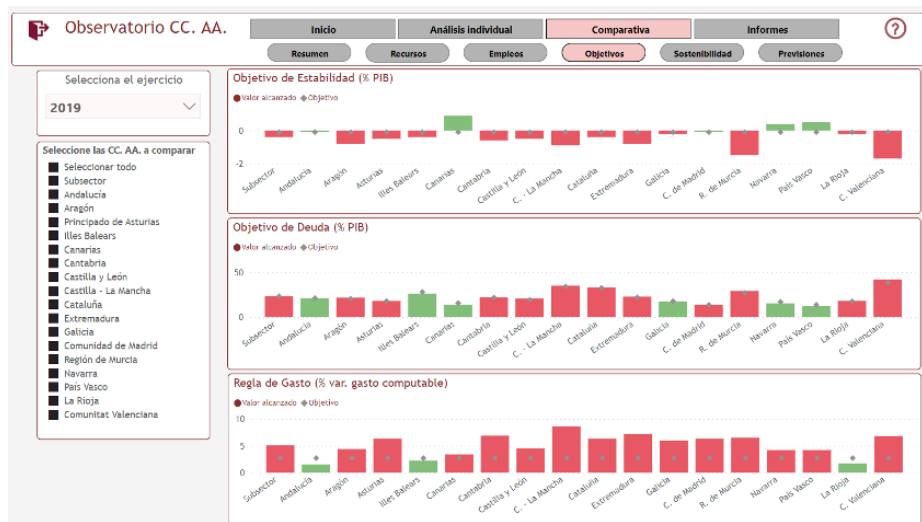 Observatorio CC. AA.
Inicio
Análisis individual
Comparativa
Informes
?
Resumen
Recursos
Empleos
Objetivos
Sostenibilidad
Previsiones
Selecciona el ejercicio
2019
Seleccione las CC. AA. a comparar
Seleccionar todo
Subsector
Andalucía
Aragón
Principado de Asturias
Illes Balears
Canarias
Cantabria
Castilla y León
Castilla - La Mancha
Cataluña
Extremadura
Galicia
Comunidad de Madrid
Región de Murcia
Navarra
País Vasco
La Rioja
Comunitat Valenciana
Objetivo de Estabilidad (% PIB)
Valor alcanzado Objetivo
0
-2
Subsector
Andalucía
Aragón
Asturias
Illes Balears
Canarias
Cantabria
Castilla y León
C. - La Mancha
Cataluña
Extremadura
Galicia
C. de Madrid
R. de Murcia
Navarra
País Vasco
La Rioja
C. Valenciana
Objetivo de Deuda (% PIB)
Valor alcanzado Objetivo
50
0
Subsector
Andalucía
Aragón
Asturias
Illes Balears
Canarias
Cantabria
Castilla y León
C. - La Mancha
Cataluña
Extremadura
Galicia
C. de Madrid
R. de Murcia
Navarra
País Vasco
La Rioja
C. Valenciana
Regla de Gasto (% var. gasto computable)
Valor alcanzado Objetivo
10
5
0
Subsector
Andalucía
Aragón
Asturias
Illes Balears
Canarias
Cantabria
Castilla y León
C. - La Mancha
Cataluña
Extremadura
Galicia
C. de Madrid
R. de Murcia
Navarra
País Vasco
La Rioja
C. Valenciana